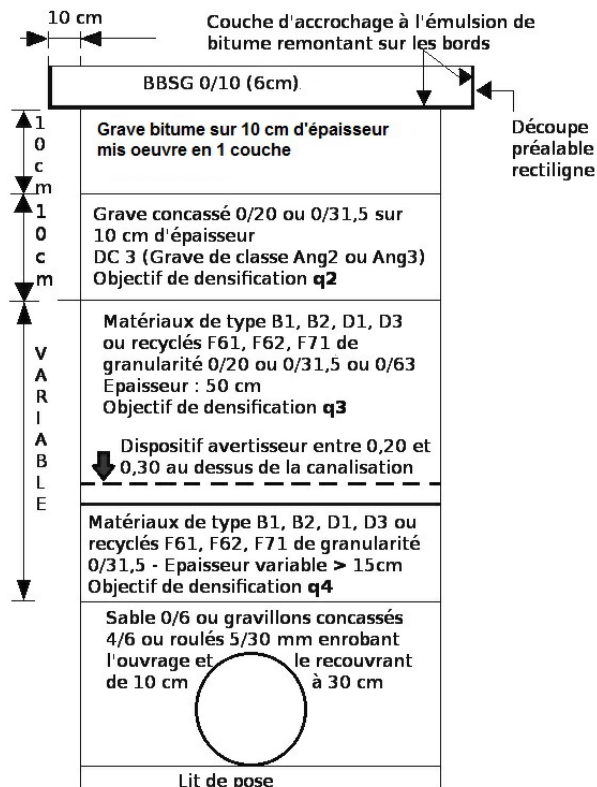 10 cm
Couche d'accrochage à l'émulsion de
bitume remontant sur les bords
BBSG 0/10 (6cm)
Découpe
préalable
rectiligne
10cm
Grave bitume sur 10 cm d'épaisseur
mis oeuvre en 1 couche
10cm
Grave concassé 0/20 ou 0/31,5 sur
10 cm d'épaisseur
DC 3 (Grave de classe Ang2 ou Ang3)
Objectif de densification q2
VARIABLE
Matériaux de type B1, B2, D1, D3
ou recyclés F61, F62, F71 de
granularité 0/20 ou 0/31,5 ou 0/63
Epaisseur : 50 cm
Objectif de densification q3
Dispositif avertisseur entre 0,20 et
0,30 au dessus de la canalisation
Matériaux de type B1, B2, D1, D3 ou
recyclés F61, F62, F71 de granularité
0/31,5 - Epaisseur variable > 15cm
Objectif de densification q4
Sable 0/6 ou gravillons concassés
4/6 ou roulés 5/30 mm enrobant
l'ouvrage et le recouvrant
de 10 cm à 30 cm
Lit de pose